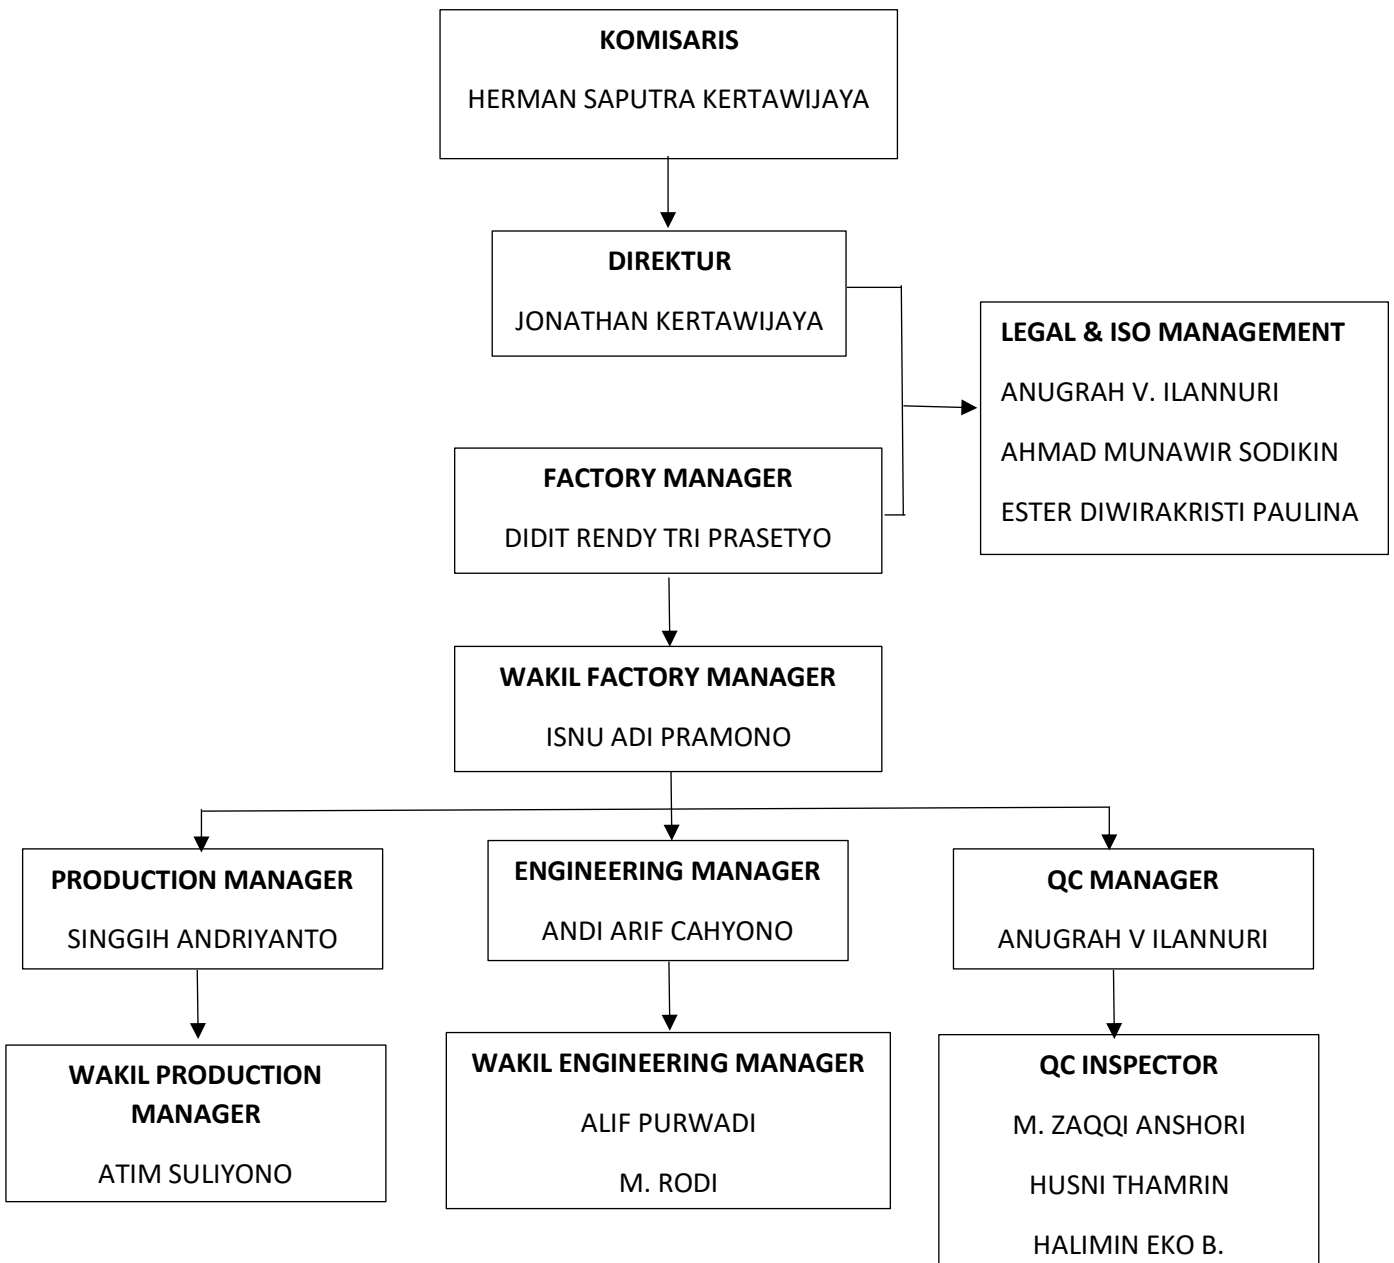 KOMISARIS
HERMAN SAPUTRA KERTAWIJAYA
DIREKTUR
JONATHAN KERTAWIJAYA
LEGAL & ISO MANAGEMENT
ANUGRAH V. ILANNURI
AHMAD MUNAWIR SODIKIN
ESTER DIWIRAKRISTI PAULINA
FACTORY MANAGER
DIDIT RENDY TRI PRASETYO
WAKIL FACTORY MANAGER
ISNU ADI PRAMONO
PRODUCTION MANAGER
SINGGIH ANDRIYANTO
ENGINEERING MANAGER
ANDI ARIF CAHYONO
QC MANAGER
ANUGRAH V ILANNURI
WAKIL PRODUCTION
MANAGER
ATIM SULIYONO
WAKIL ENGINEERING MANAGER
ALIF PURWADI
M. RODI
QC INSPECTOR
M. ZAQQI ANSHORI
HUSNI THAMRIN
HALIMIN EKO B.